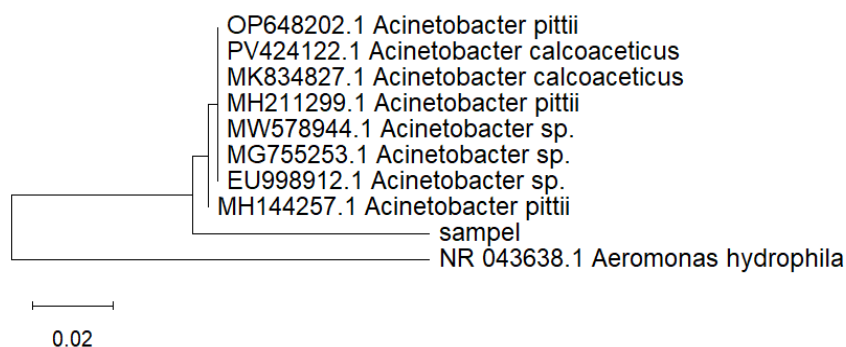 OP648202.1 Acinetobacter pittii
PV424122.1 Acinetobacter calcoaceticus
MK834827.1 Acinetobacter calcoaceticus
MH211299.1 Acinetobacter pittii
MW578944.1 Acinetobacter sp.
MG755253.1 Acinetobacter sp.
EU998912.1 Acinetobacter sp.
MH144257.1 Acinetobacter pittii
sampel
NR 043638.1 Aeromonas hydrophila
0.02